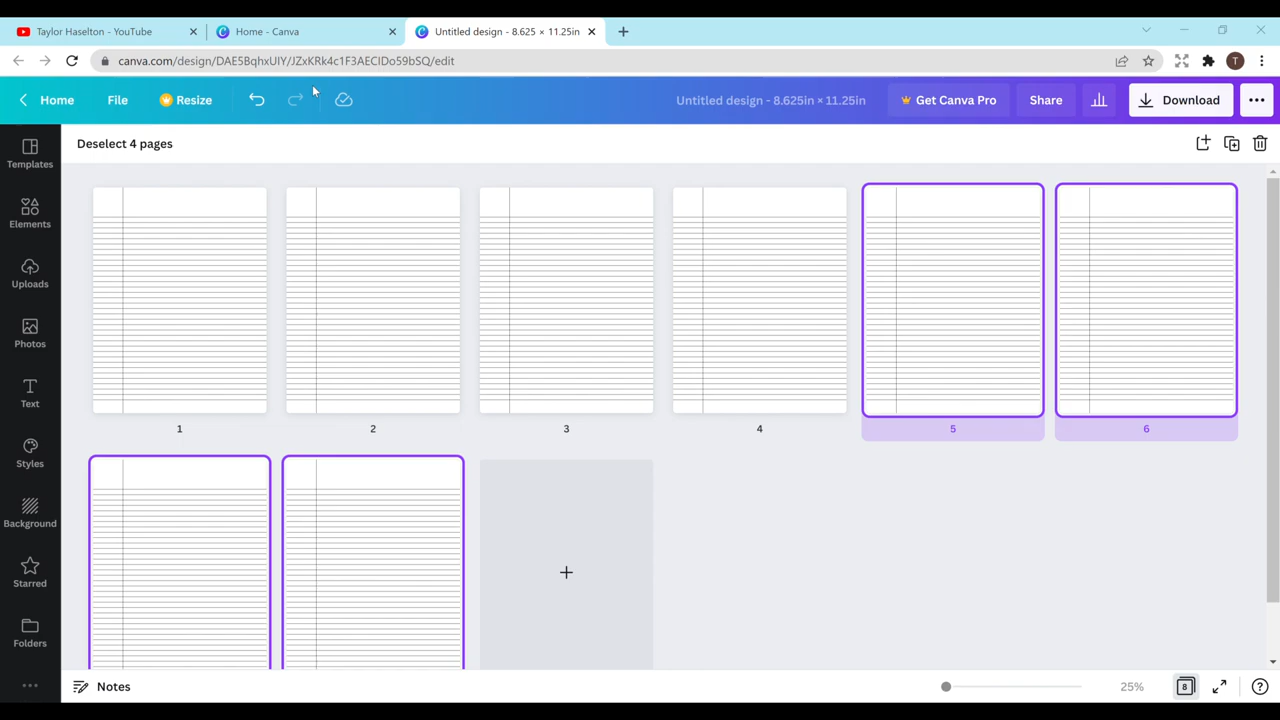 Taylor Haselton - YouTube
Home - Canva
Untitled design - 8.625 × 11.25in
canva.com/design/DAE5BqhxUIY/JZxKRk4c1F3AECIDo59bSQ/edit
T
Home
File
Resize
Untitled design - 8.625in × 11.25in
Get Canva Pro
Share
Download
Deselect 4 pages
Templates
Elements
Uploads
Photos
Text
Styles
Background
Starred
Folders
1
2
3
4
5
6
Notes
25%
8